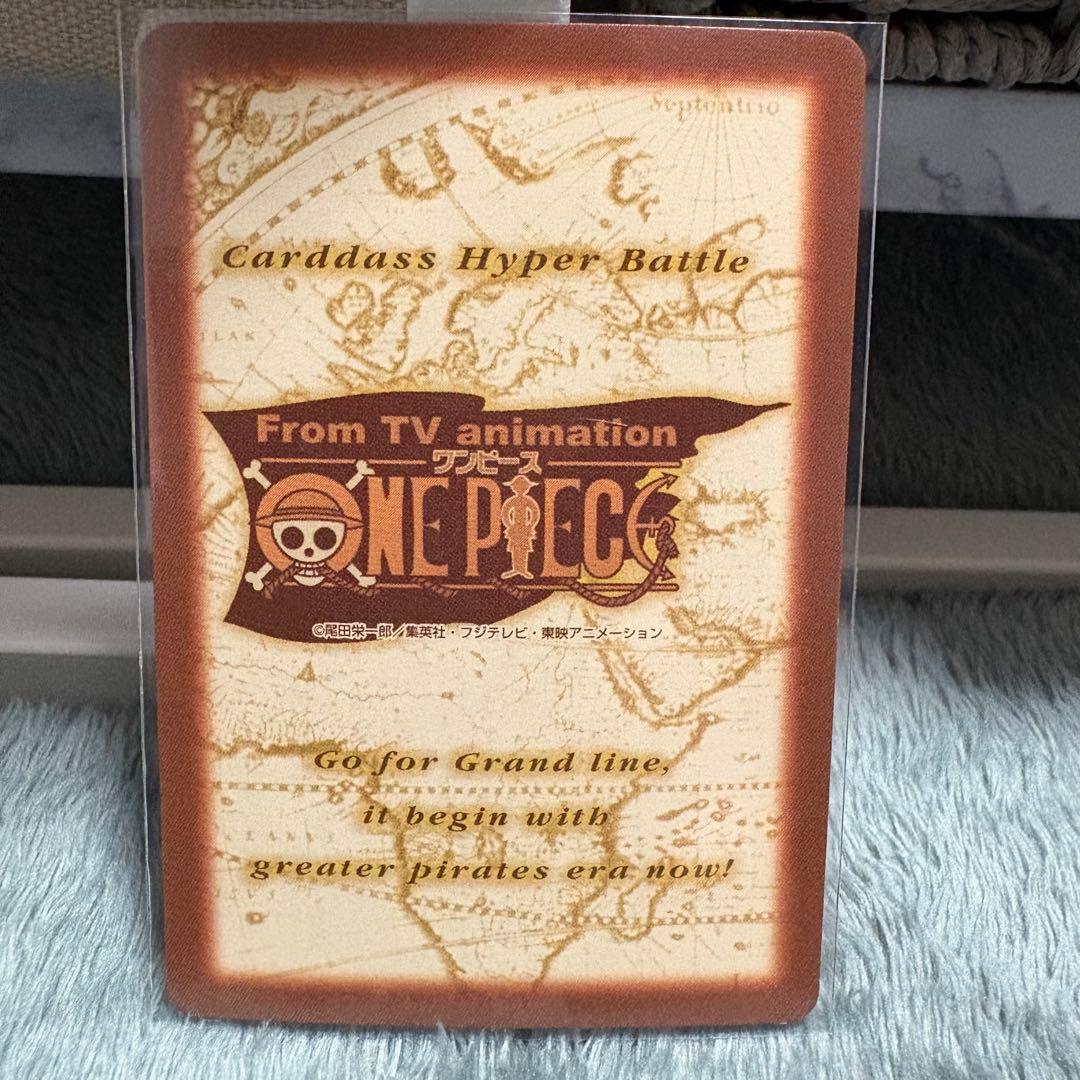 Septentrio
Carddass Hyper Battle
From TV animation
ワンピース
ONE PIECE
©尾田栄一郎／集英社・フジテレビ・東映アニメーション
Go for Grand line,
it begin with
greater pirates era now!